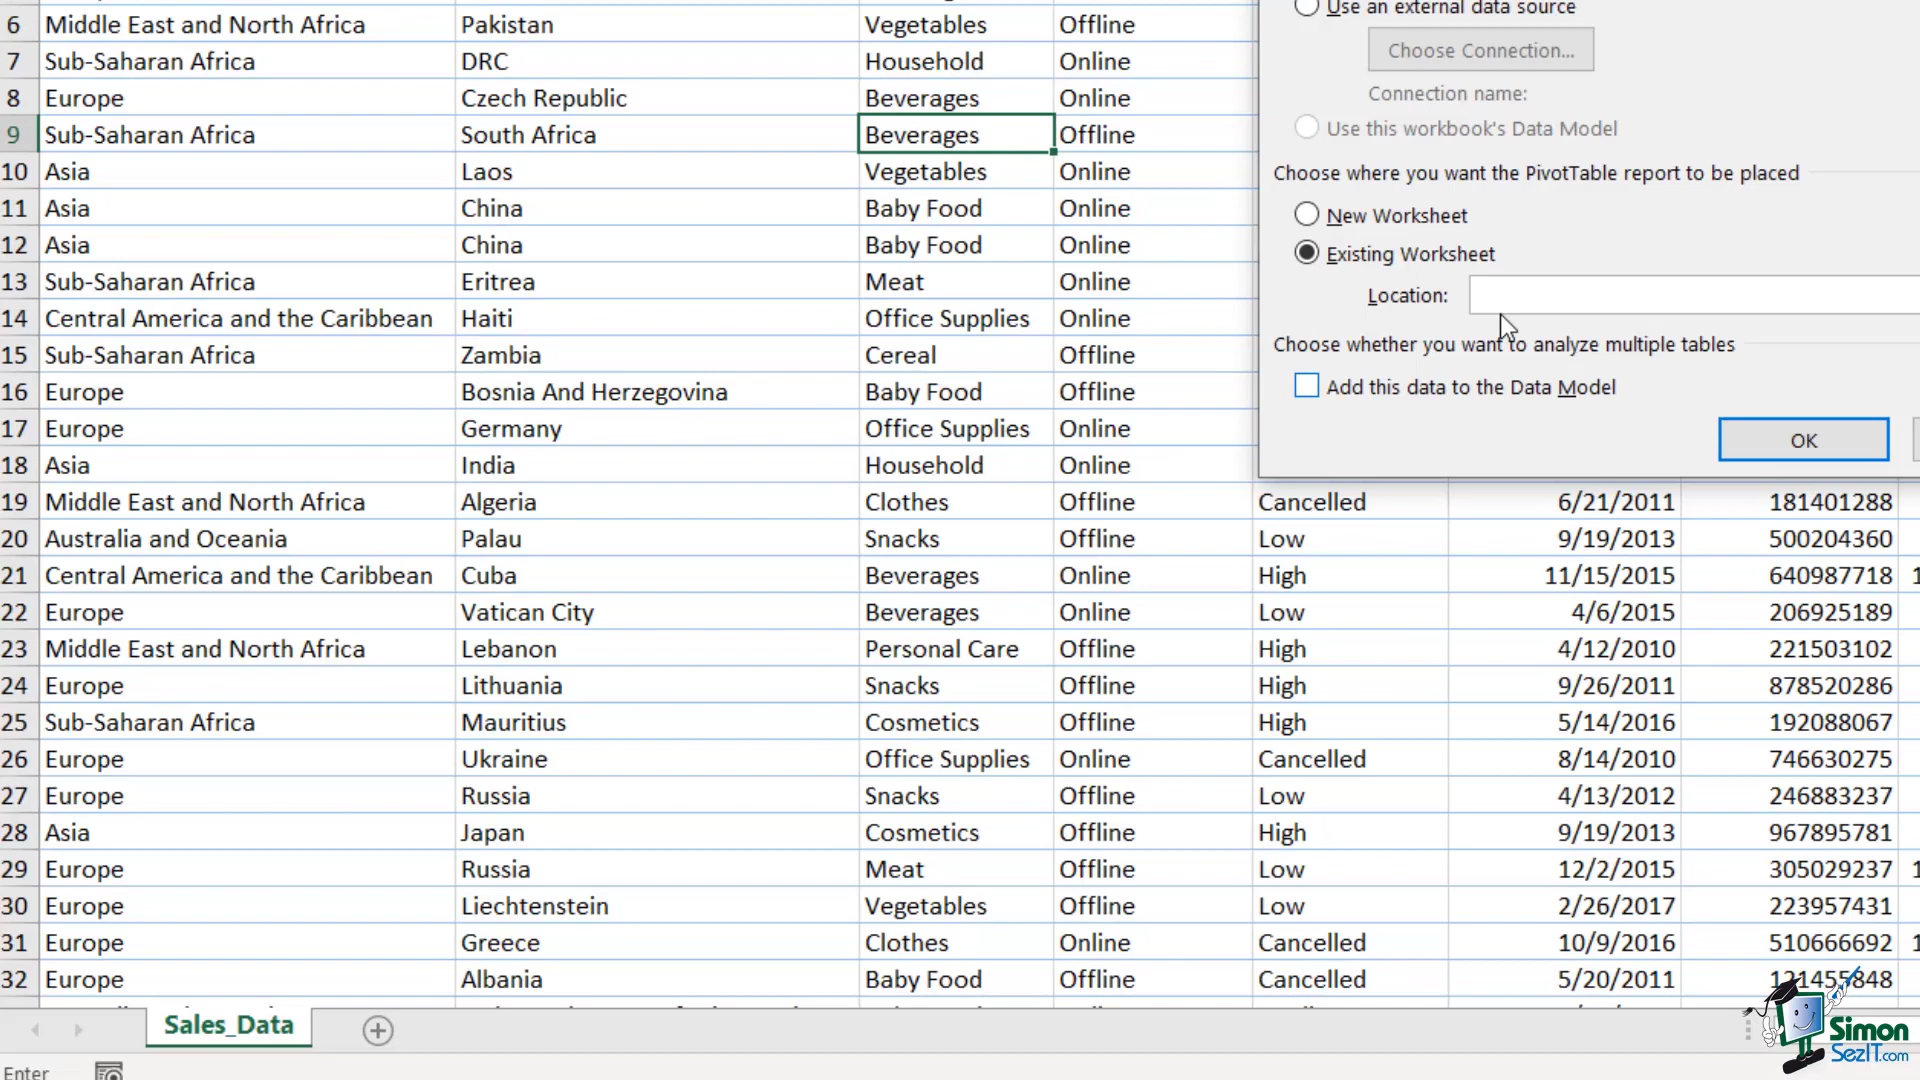 6 Middle East and North Africa Pakistan Vegetables Offline
7 Sub-Saharan Africa DRC Household Online
8 Europe Czech Republic Beverages Online
9 Sub-Saharan Africa South Africa Beverages Offline
10 Asia Laos Vegetables Online
11 Asia China Baby Food Online
12 Asia China Baby Food Online
13 Sub-Saharan Africa Eritrea Meat Online
14 Central America and the Caribbean Haiti Office Supplies Online
15 Sub-Saharan Africa Zambia Cereal Offline
16 Europe Bosnia And Herzegovina Baby Food Offline
17 Europe Germany Office Supplies Online
18 Asia India Household Online
19 Middle East and North Africa Algeria Clothes Offline Cancelled 6/21/2011 181401288
20 Australia and Oceania Palau Snacks Offline Low 9/19/2013 500204360
21 Central America and the Caribbean Cuba Beverages Online High 11/15/2015 640987718 1
22 Europe Vatican City Beverages Online Low 4/6/2015 206925189
23 Middle East and North Africa Lebanon Personal Care Offline High 4/12/2010 221503102
24 Europe Lithuania Snacks Offline High 9/26/2011 878520286
25 Sub-Saharan Africa Mauritius Cosmetics Offline High 5/14/2016 192088067
26 Europe Ukraine Office Supplies Online Cancelled 8/14/2010 746630275
27 Europe Russia Snacks Offline Low 4/13/2012 246883237
28 Asia Japan Cosmetics Offline High 9/19/2013 967895781
29 Europe Russia Meat Offline Low 12/2/2015 305029237 1
30 Europe Liechtenstein Vegetables Offline Low 2/26/2017 223957431
31 Europe Greece Clothes Online Cancelled 10/9/2016 510666692 1
32 Europe Albania Baby Food Offline Cancelled 5/20/2011 121455848
Use an external data source
Choose Connection...
Connection name:
Use this workbook's Data Model
Choose where you want the PivotTable report to be placed
New Worksheet
Existing Worksheet
Location:
Choose whether you want to analyze multiple tables
Add this data to the Data Model
OK
Sales_Data
Enter
Simon
SezIT.com